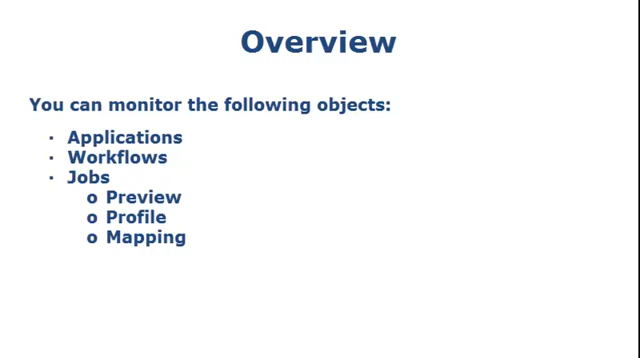 Overview
You can monitor the following objects:
▪ Applications
▪ Workflows
▪ Jobs
o Preview
o Profile
o Mapping